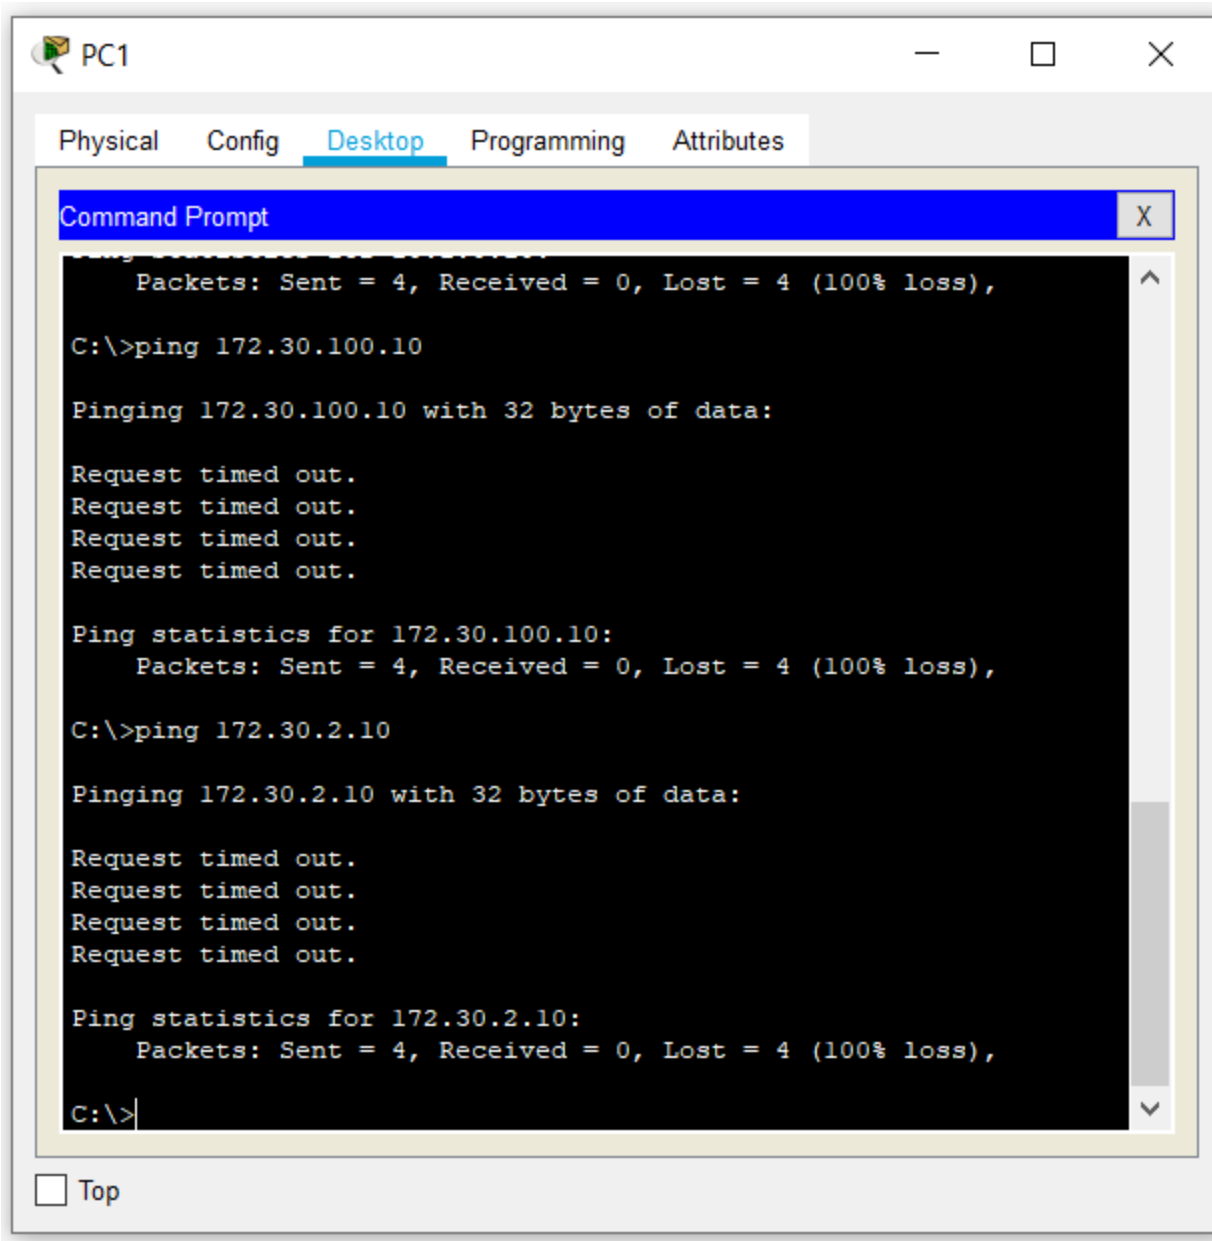 PC1
Physical Config Desktop Programming Attributes
Command Prompt X
Ping statistics for
    Packets: Sent = 4, Received = 0, Lost = 4 (100% loss),
C:\>ping 172.30.100.10
Pinging 172.30.100.10 with 32 bytes of data:
Request timed out.
Request timed out.
Request timed out.
Request timed out.
Ping statistics for 172.30.100.10:
    Packets: Sent = 4, Received = 0, Lost = 4 (100% loss),
C:\>ping 172.30.2.10
Pinging 172.30.2.10 with 32 bytes of data:
Request timed out.
Request timed out.
Request timed out.
Request timed out.
Ping statistics for 172.30.2.10:
    Packets: Sent = 4, Received = 0, Lost = 4 (100% loss),
C:\>
Top